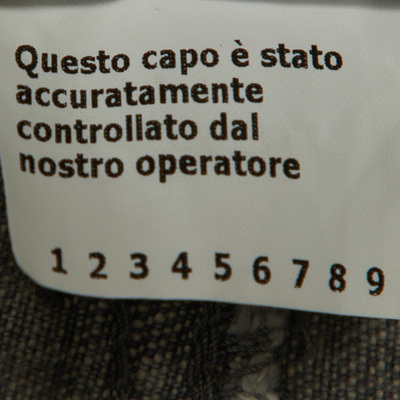 Questo capo è stato
accuratamente
controllato dal
nostro operatore
1 2 3 4 5 6 7 8 9